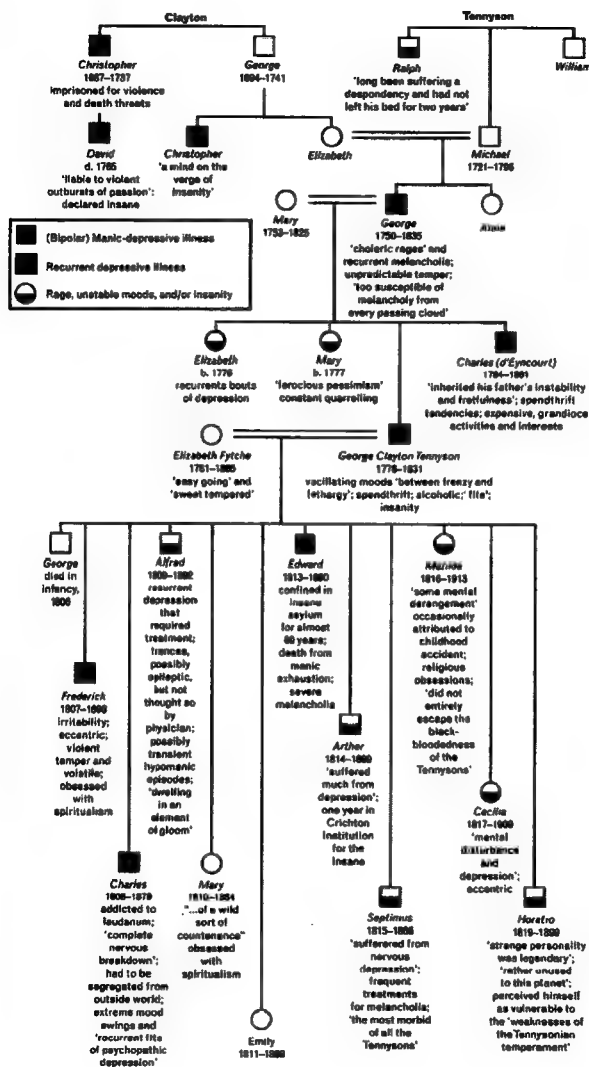 Clayton
Tennyson
Christopher
imprisoned for violence
and death threats
George
1694–1741
Ralph
'long been suffering a
despondency and had not
left his bed for two years'
William
David
d. 1765
'liable to violent
outbursts of passion';
declared insane
Christopher
'a mind on the
verge of
insanity'
Elizabeth
Michael
Mary
George
'choleric rages' and
recurrent melancholia;
unpredictable temper;
'too susceptible of
melancholy from
every passing cloud'
(Bipolar) Manic-depressive illness
Recurrent depressive illness
Rage, unstable moods, and/or insanity
Elizabeth
b. 1776
recurrents bouts
of depression
Mary
b. 1777
'ferocious pessimism'
constant quarrelling
Charles (d'Eyncourt)
'inherited his father's instability
and fretfulness'; spendthrift
tendencies; expensive, grandiose
activities and interests
Elizabeth Fytche
'easy going' and
'sweet tempered'
George Clayton Tennyson
vacillating moods 'between frenzy and
lethargy'; spendthrift; alcoholic;' fits';
insanity
George
died in
infancy,
1806
Frederick
irritability;
eccentric;
violent
temper and
volatile;
obsessed
with
spiritualism
Charles
addicted to
laudanum;
'complete
nervous
breakdown';
had to be
segregated from
outside world;
extreme mood
swings and
'recurrent fits
of psychopathic
depression'
Alfred
1809–1892
recurrent
depression
that
required
treatment;
trances,
possibly
epileptic,
but not
thought so
by
physician;
possibly
transient
hypomanic
episodes;
'dwelling
in an
element
of gloom'
Mary
"...of a wild
sort of
countenance"
obsessed
with
spiritualism
Emily
Edward
confined in
insane
asylum
for almost
60 years;
death from
manic
exhaustion;
severe
melancholia
Arther
'suffered
much from
depression';
one year in
Crichton
Institution
for the
Insane
Septimus
'sufferered from
nervous
depression';
frequent
treatments
for melancholia;
'the most morbid
of all the
Tennysons'
1816–1913
'some mental
derangement'
occasionally
attributed to
childhood
accident;
religious
obsessions;
'did not
entirely
escape the
black-
bloodedness
of the
Tennysons'
Cecilia
'mental
disturbance
and
depression';
eccentric
Horatro
'strange personality
was legendary';
'rather unused
to this planet';
perceived himself
as vulnerable to
the 'weaknesses of
the Tennysonian
temperament'